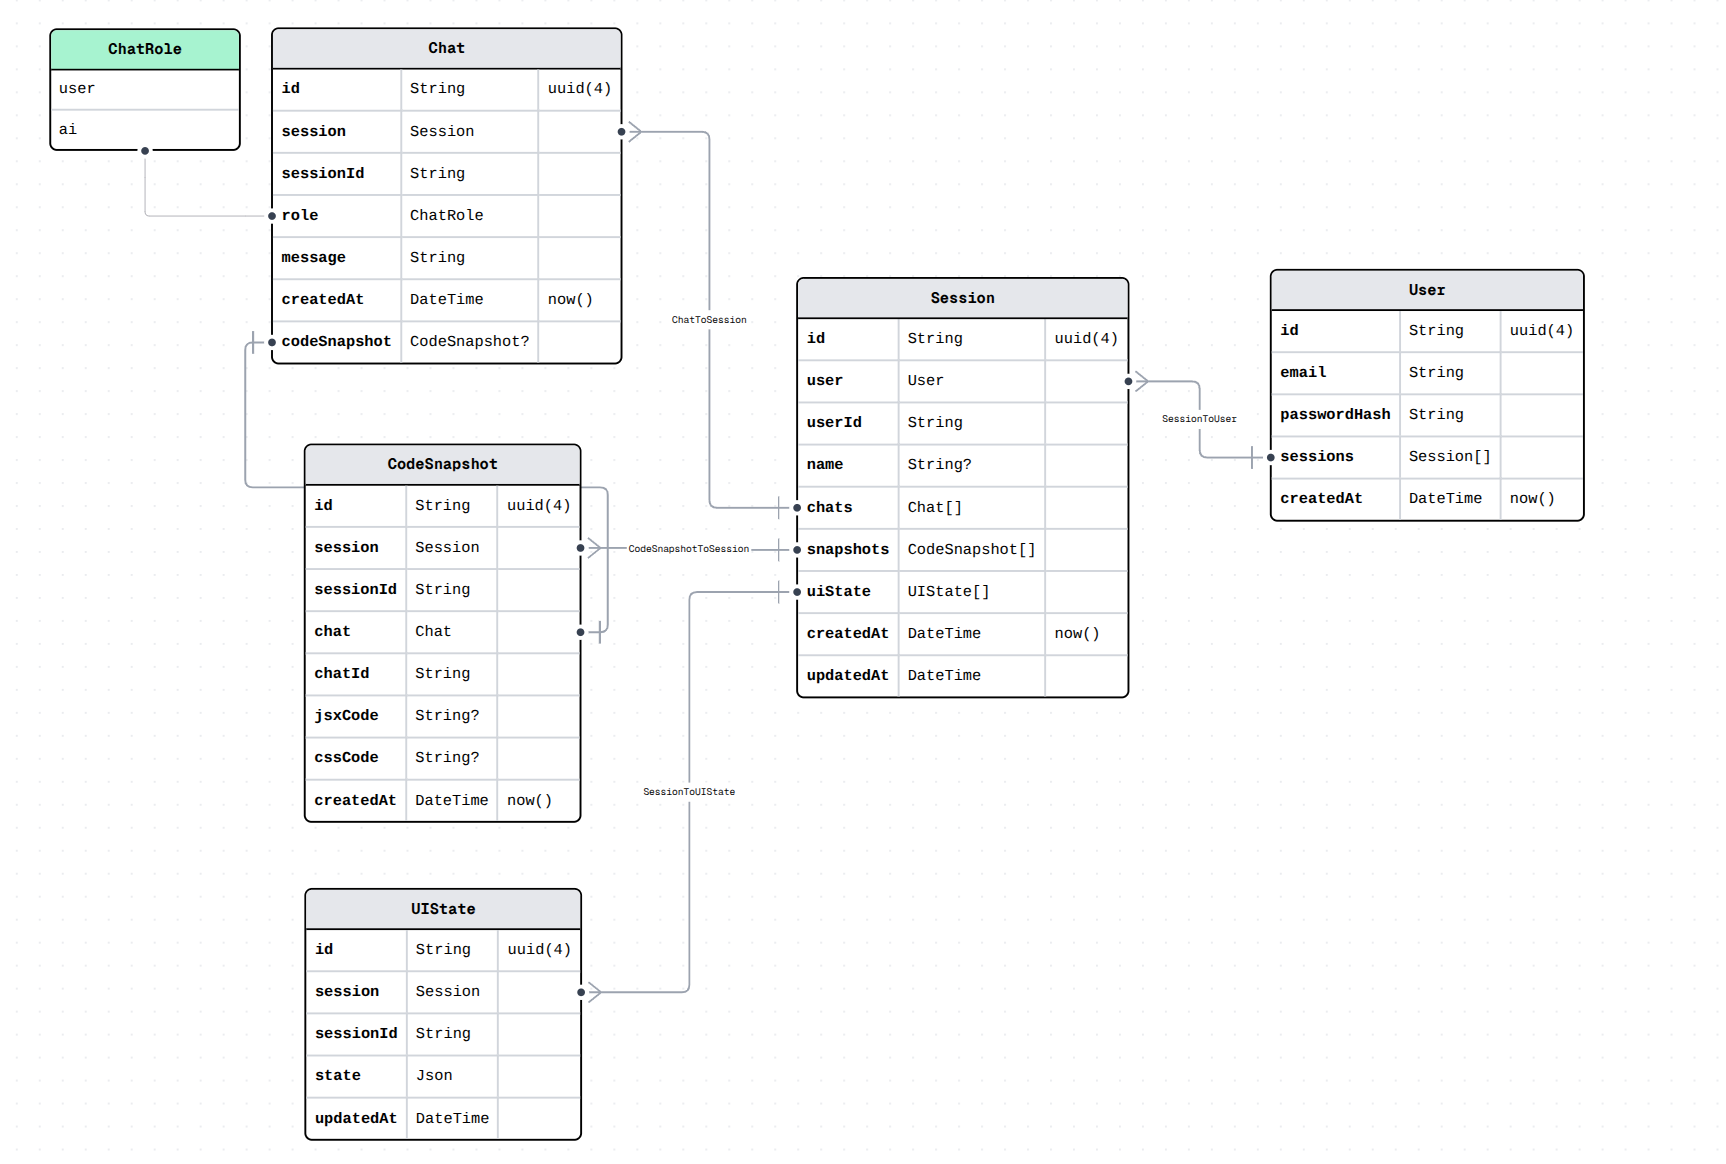 ChatRole
user
ai
Chat
id String uuid(4)
session Session
sessionId String
role ChatRole
message String
createdAt DateTime now()
codeSnapshot CodeSnapshot?
ChatToSession
CodeSnapshot
id String uuid(4)
session Session
sessionId String
chat Chat
chatId String
jsxCode String?
cssCode String?
createdAt DateTime now()
CodeSnapshotToSession
Session
id String uuid(4)
user User
userId String
name String?
chats Chat[]
snapshots CodeSnapshot[]
uiState UIState[]
createdAt DateTime now()
updatedAt DateTime
SessionToUser
User
id String uuid(4)
email String
passwordHash String
sessions Session[]
createdAt DateTime now()
SessionToUIState
UIState
id String uuid(4)
session Session
sessionId String
state Json
updatedAt DateTime